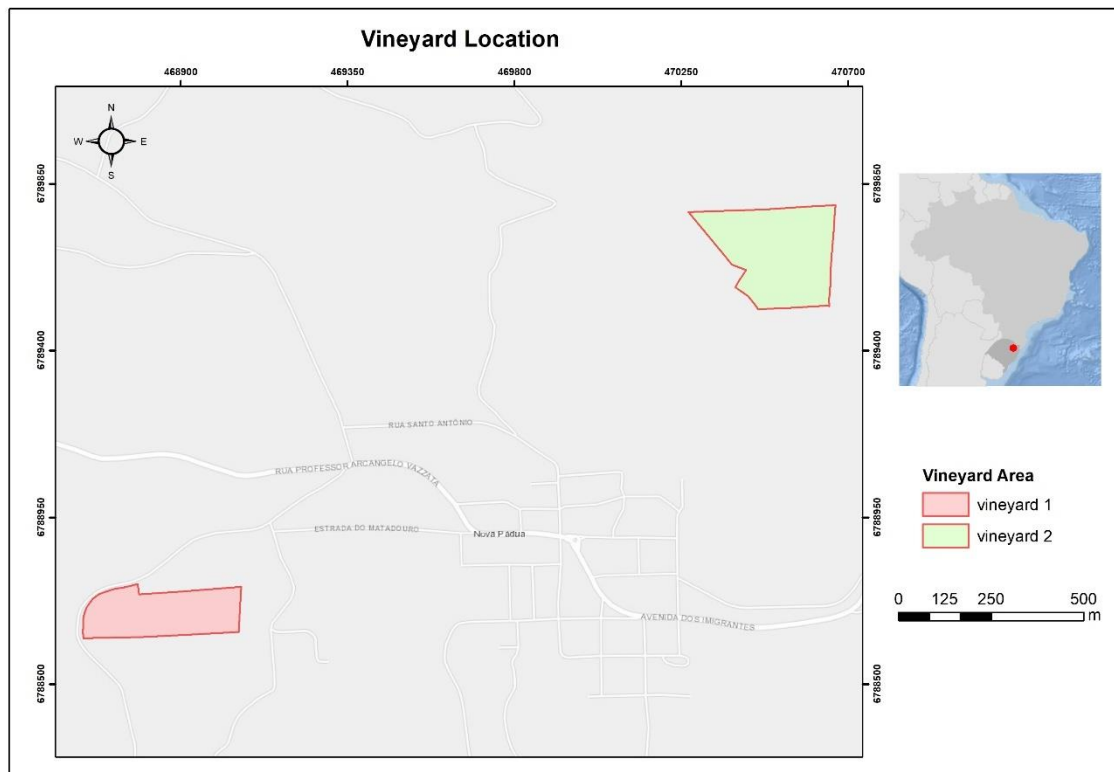 Vineyard Location
468900 469350 469800 470250 470700
N
W E
S
6789850 6789850
6789400 6789400
RUA SANTO ANTÔNIO
RUA PROFESSOR ARCANGELO VAZZATA
6788950 6788950
ESTRADA DO MATADOURO
Nova Pádua
AVENIDA DOS IMIGRANTES
6788500 6788500
Vineyard Area
vineyard 1
vineyard 2
0 125 250 500
m